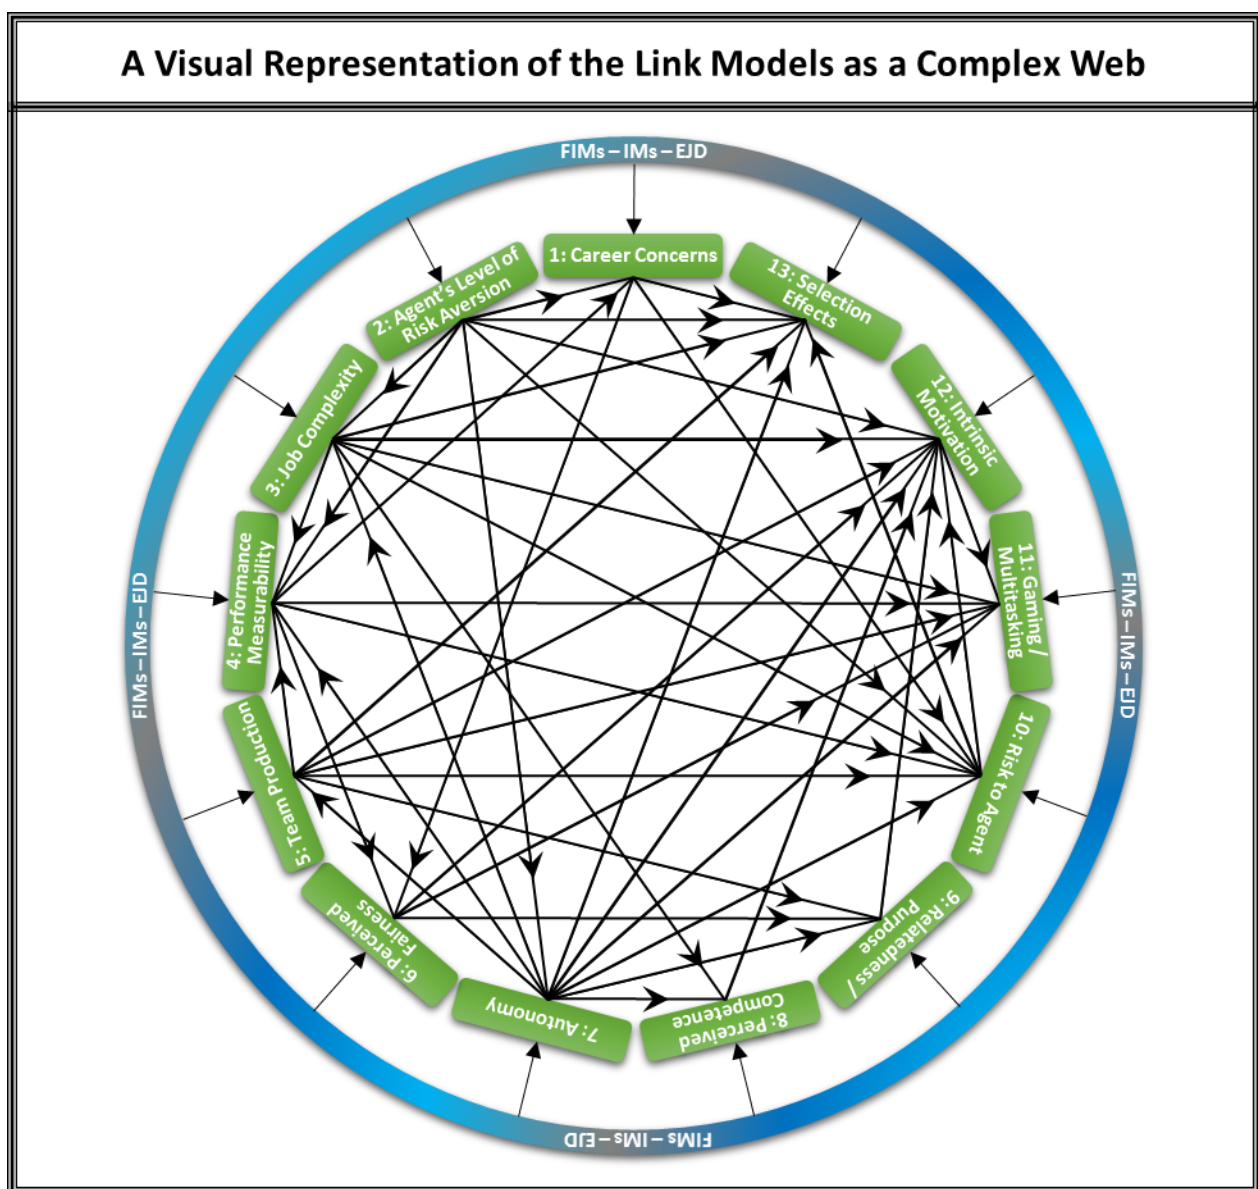 A Visual Representation of the Link Models as a Complex Web
FIMs – IMs – EJD
1: Career Concerns
2: Agent's Level of
Risk Aversion
3: Job Complexity
4: Performance
Measurability
5: Team Production
6: Perceived
Fairness
7: Autonomy
8: Perceived
Competence
9: Relatedness /
Purpose
10: Risk to Agent
11: Gaming /
Multitasking
12: Intrinsic
Motivation
13: Selection
Effects
FIMs – IMs – EJD
FIMs – IMs – EJD
FIMs – IMs – EJD